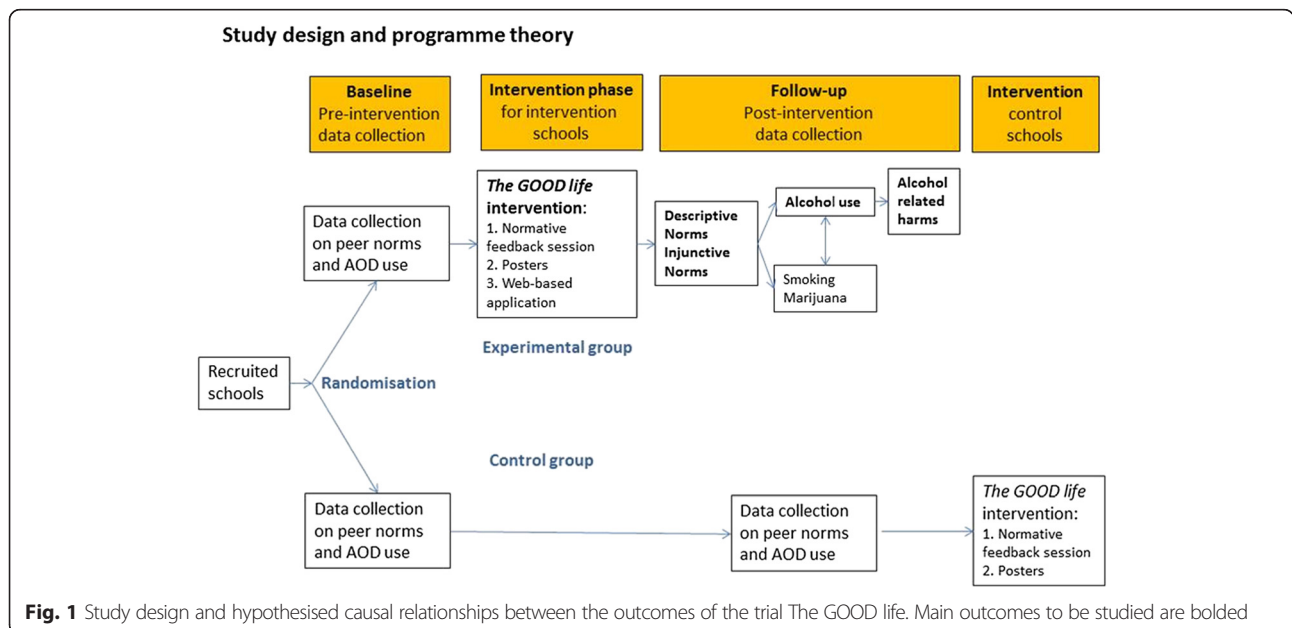 Study design and programme theory
Baseline
Pre-intervention
data collection
Intervention phase
for intervention
schools
Follow-up
Post-intervention
data collection
Intervention
control
schools
Data collection
on peer norms
and AOD use
The GOOD life
intervention:
1. Normative
feedback session
2. Posters
3. Web-based
application
Descriptive
Norms
Injunctive
Norms
Alcohol use
Alcohol
related
harms
Smoking
Marijuana
Experimental group
Recruited
schools
Randomisation
Control group
Data collection
on peer norms
and AOD use
Data collection
on peer norms
and AOD use
The GOOD life
intervention:
1. Normative
feedback session
2. Posters
Fig. 1 Study design and hypothesised causal relationships between the outcomes of the trial The GOOD life. Main outcomes to be studied are bolded